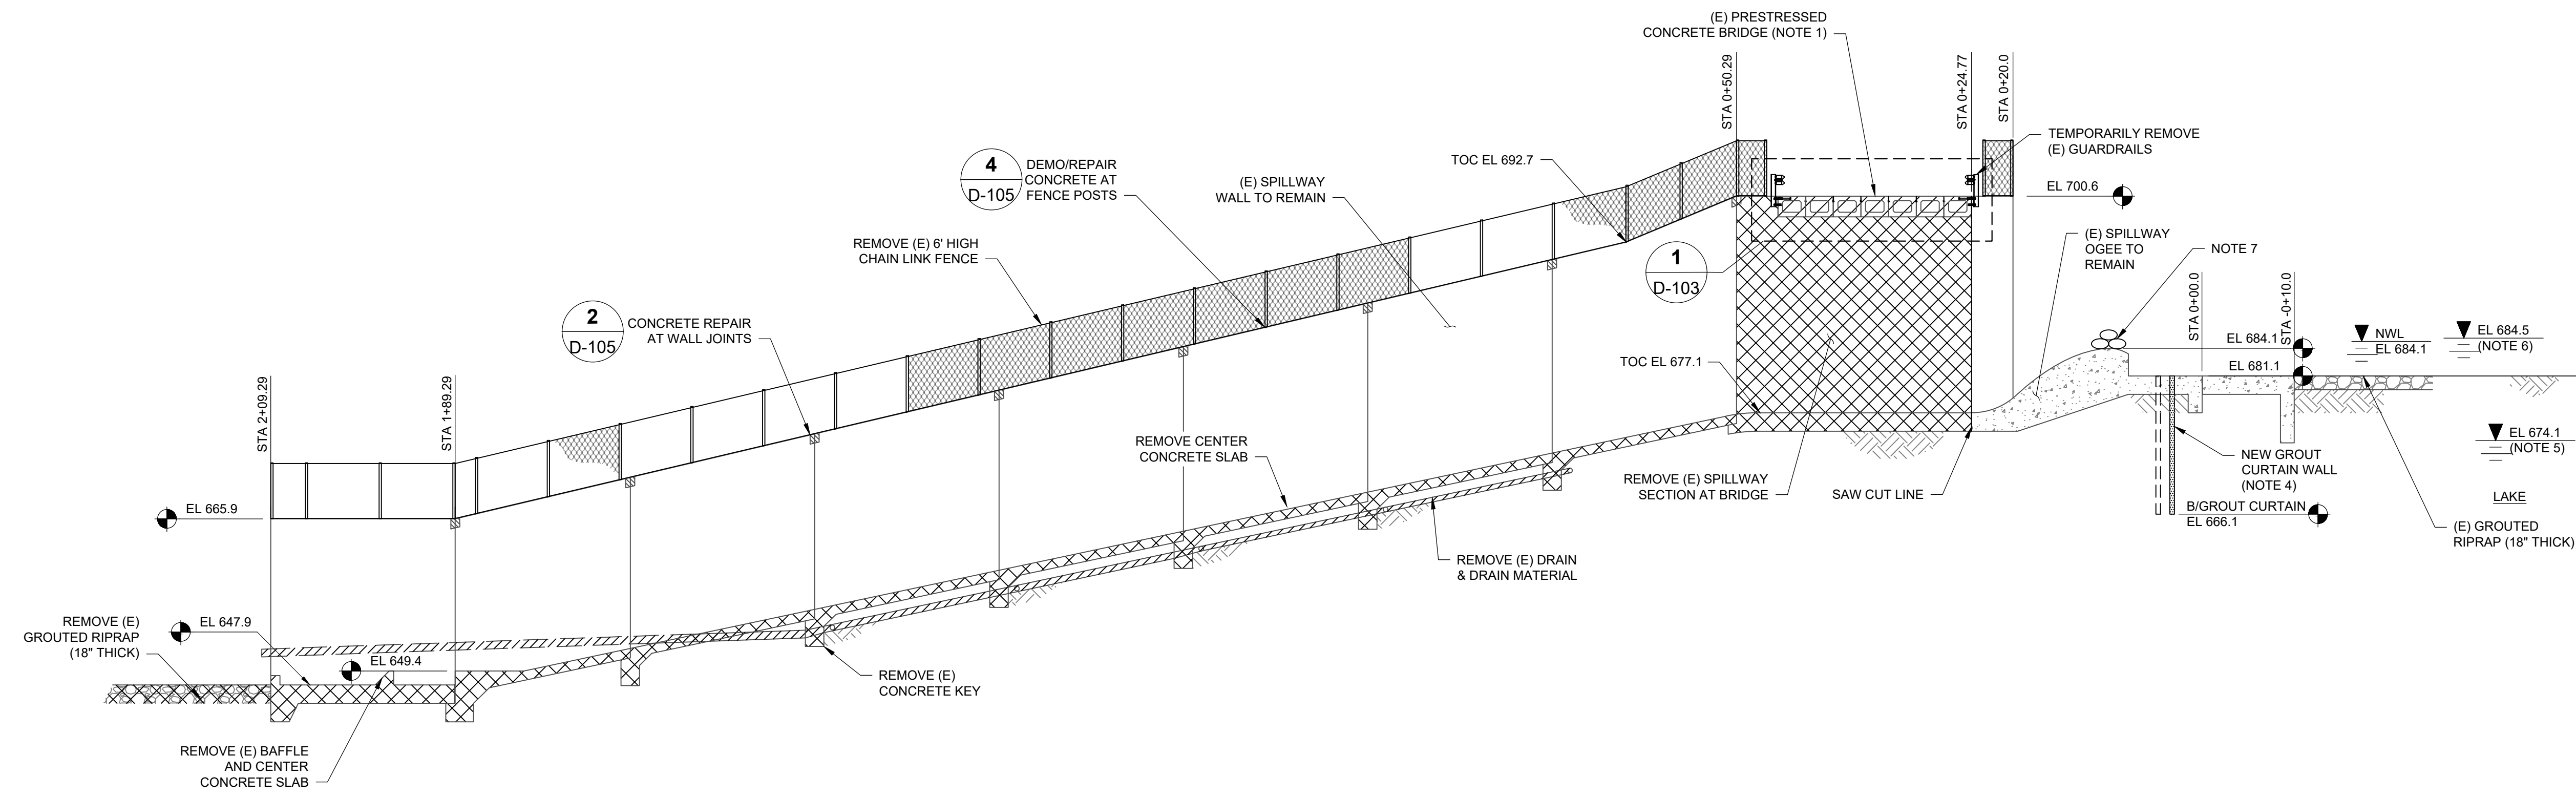 (E) PRESTRESSED
CONCRETE BRIDGE (NOTE 1)
STA 0+50.29
STA 0+24.77
STA 0+20.0
TEMPORARILY REMOVE
(E) GUARDRAILS
TOC EL 692.7
4
D-105
DEMO/REPAIR
CONCRETE AT
FENCE POSTS
(E) SPILLWAY
WALL TO REMAIN
EL 700.6
REMOVE (E) 6' HIGH
CHAIN LINK FENCE
(E) SPILLWAY
OGEE TO
REMAIN
NOTE 7
1
D-103
STA 0+00.0
STA -0+10.0
2
D-105
CONCRETE REPAIR
AT WALL JOINTS
EL 684.1
NWL
EL 684.1
EL 684.5
(NOTE 6)
TOC EL 677.1
EL 681.1
STA 2+09.29
STA 1+89.29
REMOVE CENTER
CONCRETE SLAB
EL 674.1
(NOTE 5)
REMOVE (E) SPILLWAY
SECTION AT BRIDGE
SAW CUT LINE
NEW GROUT
CURTAIN WALL
(NOTE 4)
LAKE
EL 665.9
B/GROUT CURTAIN
EL 666.1
(E) GROUTED
RIPRAP (18" THICK)
REMOVE (E) DRAIN
& DRAIN MATERIAL
REMOVE (E)
GROUTED RIPRAP
(18" THICK)
EL 647.9
EL 649.4
REMOVE (E)
CONCRETE KEY
REMOVE (E) BAFFLE
AND CENTER
CONCRETE SLAB